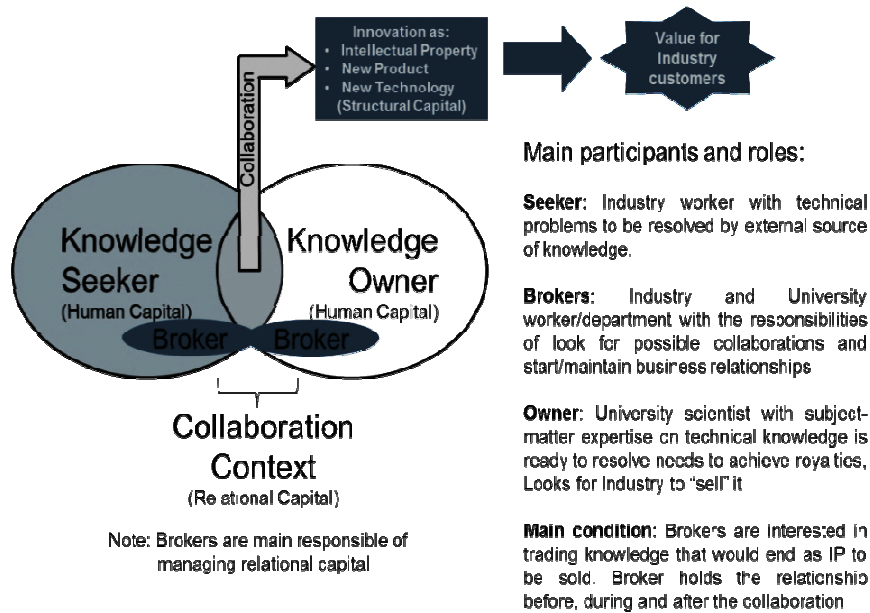 Innovation as:
• Intellectual Property
• New Product
• New Technology
(Structural Capital)
Value for
Industry
customers
Collaboration
Knowledge
Seeker
(Human Capital)
Knowledge
Owner
(Human Capital)
Broker
Broker
Collaboration
Context
(Relational Capital)
Note: Brokers are main responsible of
managing relational capital
Main participants and roles:
Seeker: Industry worker with technical
problems to be resolved by external source
of knowledge.
Brokers: Industry and University
worker/department with the responsibilities
of look for possible collaborations and
start/maintain business relationships
Owner: University scientist with subject-
matter expertise on technical knowledge is
ready to resolve needs to achieve royalties,
Looks for Industry to "sell" it
Main condition: Brokers are interested in
trading knowledge that would end as IP to
be sold. Broker holds the relationship
before, during and after the collaboration